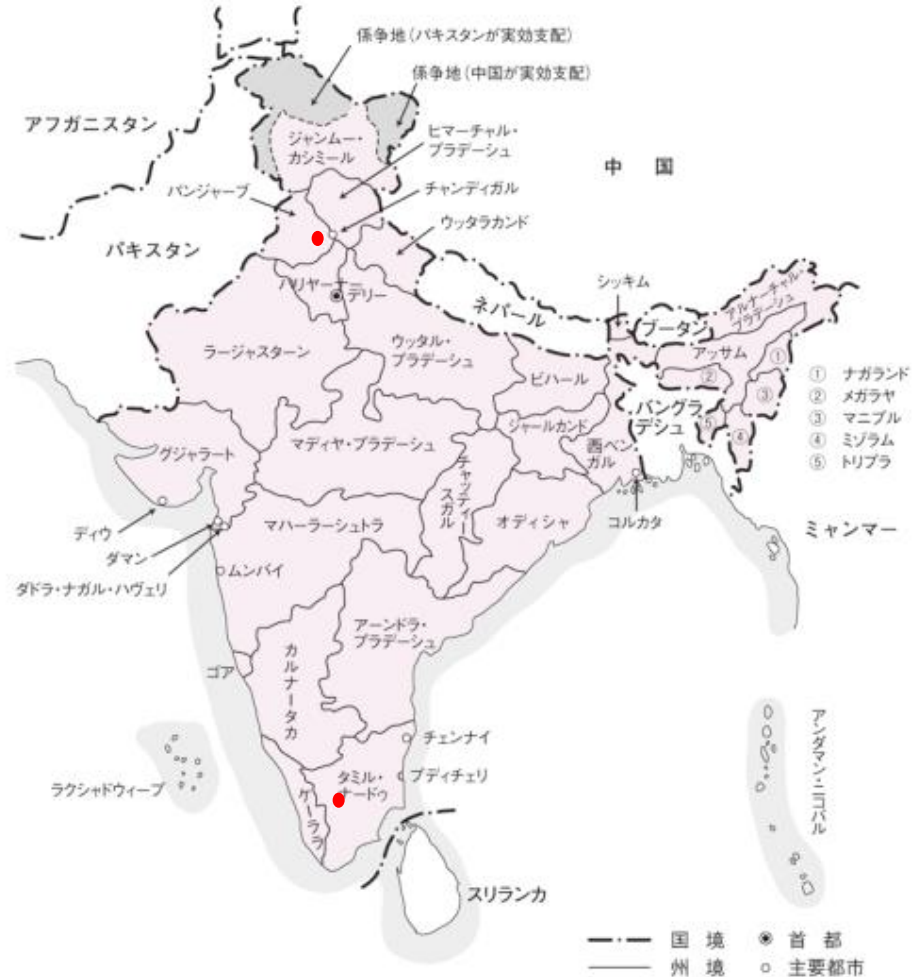 係争地(パキスタンが実効支配)
係争地(中国が実効支配)
アフガニスタン
ジャンムー・
カシミール
ヒマーチャル・
プラデーシュ
中 国
パンジャーブ
チャンディガル
ウッタラカンド
パキスタン
ハリヤーナー
デリー
ネパール
シッキム
ブータン
アルナーチャル・
プラデーシュ
ラージャスターン
ウッタル・
プラデーシュ
アッサム
ビハール
①
②
③
④
⑤
① ナガランド
② メガラヤ
③ マニプル
④ ミゾラム
⑤ トリプラ
バングラ
デシュ
グジャラート
マディヤ・プラデーシュ
ジャールカンド
西ベン
ガル
チャッティー
スガル
ディウ
ダマン
ダドラ・ナガル・ハヴェリ
マハーラーシュトラ
オディシャ
コルカタ
ミャンマー
ムンバイ
アーンドラ・
プラデーシュ
カルナータカ
ゴア
チェンナイ
プディチェリ
タミル・
ナードゥ
ケーララ
ラクシャドウィープ
アンダマン・ニコバル
スリランカ
国 境
首 都
州 境
主要都市